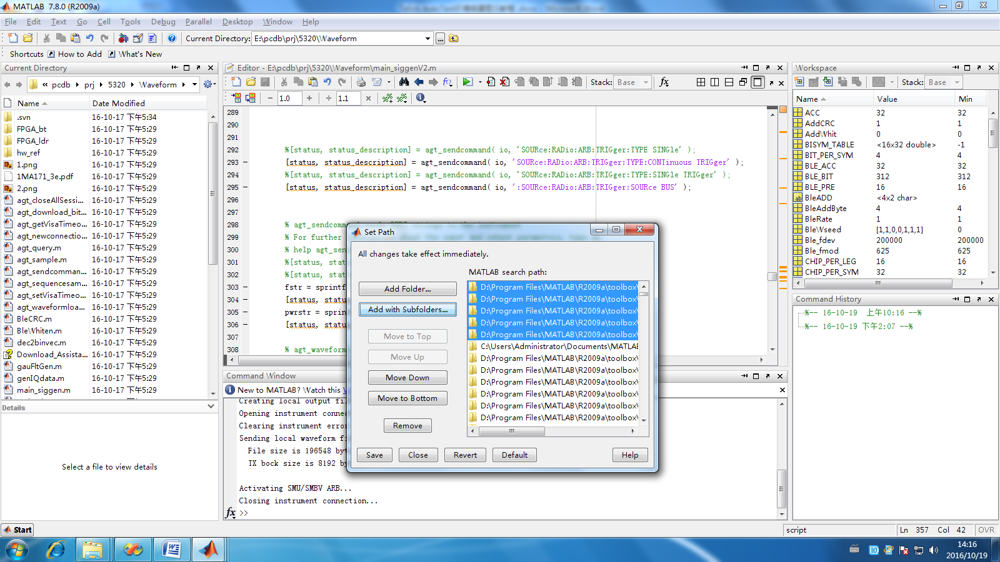 MATLAB 7.8.0 (R2009a)
File Edit Text Go Cell Tools Debug Parallel Desktop Window Help
Current Directory: E:\pcdb\prj\5320\Waveform
Shortcuts How to Add What's New
Current Directory
« pcdb prj 5320 Waveform
Name Date Modified
.svn 16-10-17 下午5:34
FPGA_bt 16-10-17 下午5:29
FPGA_ldr 16-10-17 下午5:29
hw_ref 16-10-17 下午5:29
1.png 16-10-17 下午5:29
1MA171_3e.pdf 16-10-17 下午5:29
2.png 16-10-17 下午5:29
agt_closeAllSessi... 16-10-17 下午5:29
agt_download_bit... 16-10-17 下午5:29
agt_getVisaTimeo... 16-10-17 下午5:29
agt_newconnectio... 16-10-17 下午5:29
agt_query.m 16-10-17 下午5:29
agt_sample.m 16-10-17 下午5:29
agt_sendcomman... 16-10-17 下午5:29
agt_sequencesam... 16-10-17 下午5:29
agt_setVisaTimeo... 16-10-17 下午5:29
agt_waveformloa... 16-10-17 下午5:29
BleCRC.m 16-10-17 下午5:29
BleWhiten.m 16-10-17 下午5:29
dec2binvec.m 16-10-17 下午5:29
Download_Assista... 16-10-17 下午5:29
gauFltGen.m 16-10-17 下午5:29
genIQdata.m 16-10-17 下午5:29
main_siggen.m 16-10-17 下午5:29
Details
Select a file to view details
Editor - E:\pcdb\prj\5320\Waveform\main_siggenV2.m
Stack: Base
1.0 1.1
289
290
291
292 %[status, status_description] = agt_sendcommand( io, 'SOURce:RADio:ARB:TRIGger:TYPE SINGle' );
293 [status, status_description] = agt_sendcommand( io, 'SOURce:RADio:ARB:TRIGger:TYPE:CONTinuous TRIGger' );
294 %[status, status_description] = agt_sendcommand( io, 'SOURce:RADio:ARB:TRIGger:TYPE:SINGle TRIGger' );
295 [status, status_description] = agt_sendcommand( io, ':SOURce:RADio:ARB:TRIGger:SOURce BUS' );
296
297
298 % agt_sendcomm
299 % For further
300 % help agt_sen
301 %[status, stat
302 %[status, stat
303 fstr = sprintf
304 [status, stat
305 pwrstr = sprin
306 [status, stat
307
308 % agt_waveform
Set Path
All changes take effect immediately.
MATLAB search path:
Add Folder...
Add with Subfolders...
Move to Top
Move Up
Move Down
Move to Bottom
Remove
D:\Program Files\MATLAB\R2009a\toolbox\
D:\Program Files\MATLAB\R2009a\toolbox\
D:\Program Files\MATLAB\R2009a\toolbox\
D:\Program Files\MATLAB\R2009a\toolbox\
D:\Program Files\MATLAB\R2009a\toolbox\
C:\Users\Administrator\Documents\MATLAB
D:\Program Files\MATLAB\R2009a\toolbox\
D:\Program Files\MATLAB\R2009a\toolbox\
D:\Program Files\MATLAB\R2009a\toolbox\
D:\Program Files\MATLAB\R2009a\toolbox\
D:\Program Files\MATLAB\R2009a\toolbox\
D:\Program Files\MATLAB\R2009a\toolbox\
Save Close Revert Default Help
Command Window
New to MATLAB? Watch this V
Creating local output fi
Opening instrument connec
Clearing instrument error
Sending local waveform f
File size is 196548 by
TX bock size is 8192 b
Activating SMU/SMBV ARB...
Closing instrument connection...
fx >>
Workspace
Stack: Base
Name Value Min
ACC 32 32
AddCRC 1 1
AddWhit 0 0
BISYM_TABLE <16x32 double> -1
BIT_PER_SYM 4 4
BLE_ACC 32 32
BLE_BIT 312 312
BLE_PRE 16 16
BleADD <4x2 char>
BleAddByte 4 4
BleRate 1 1
BleWseed [1,1,0,0,1,1,1] 0
Ble_fdev 200000 200000
Ble_fmod 625 625
CHIP_PER_LEG 16 16
CHIP_PER_SYM 32 32
Command History
%-- 16-10-19 上午10:16 --%
%-- 16-10-19 下午2:07 --%
Start
script Ln 357 Col 42 OVR
14:16
2016/10/19